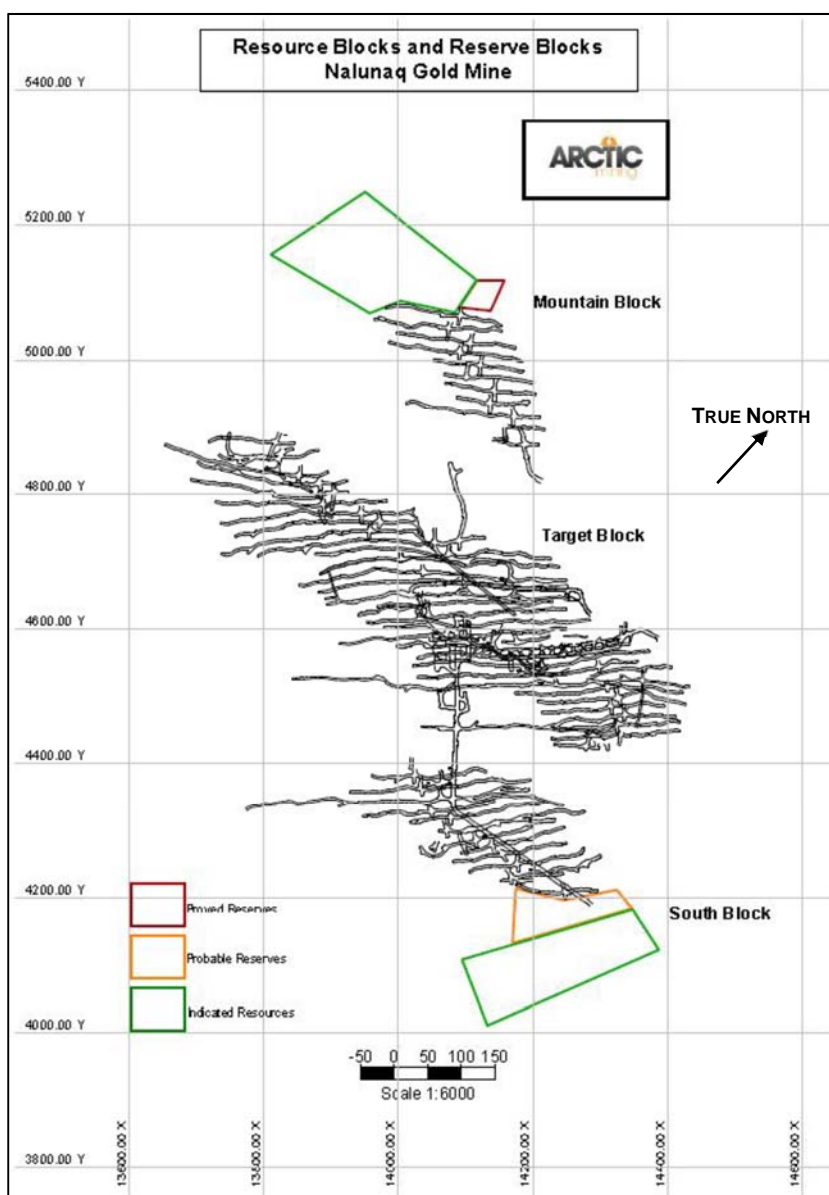 Resource Blocks and Reserve Blocks
Nalunaq Gold Mine
5400.00 Y
ARCTIC
mining
5200.00 Y
Mountain Block
5000.00 Y
TRUE NORTH
4800.00 Y
Target Block
4600.00 Y
4400.00 Y
4200.00 Y
South Block
Proved Reserves
Probable Reserves
Indicated Resources
4000.00 Y
-50 0 50 100 150
Scale 1:6000
3800.00 Y
13600.00 X
13800.00 X
14000.00 X
14200.00 X
14400.00 X
14600.00 X